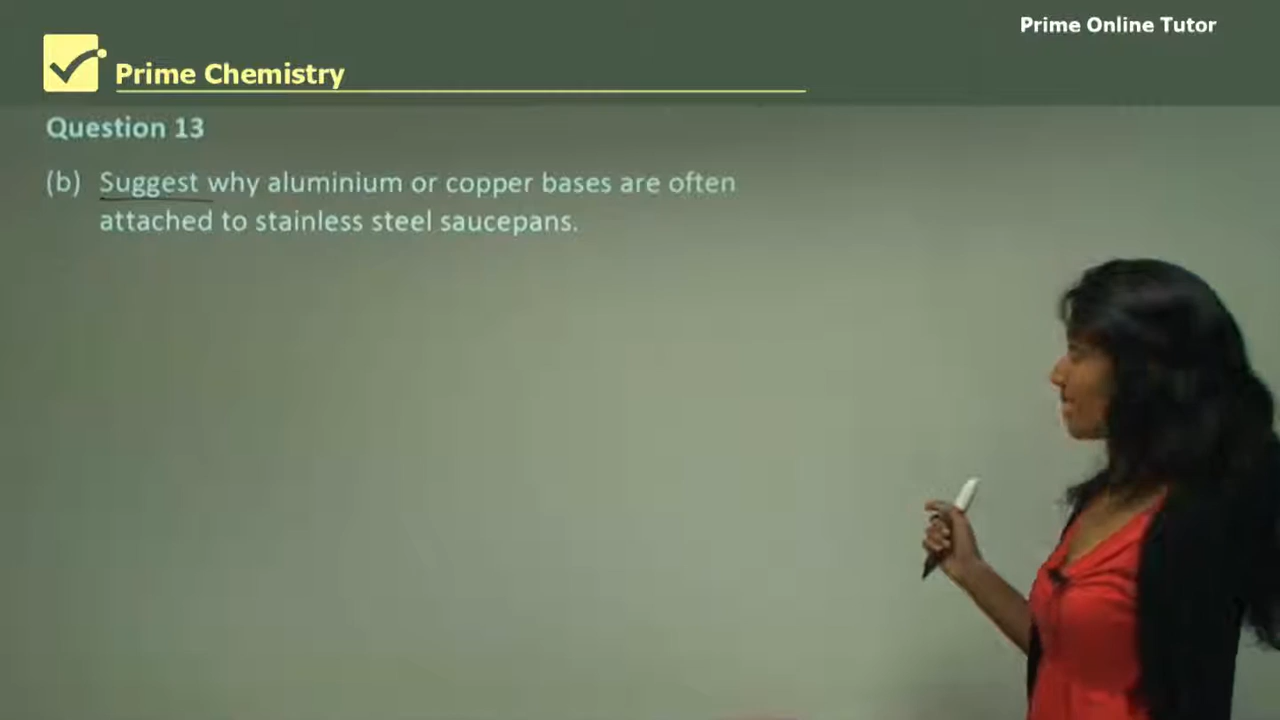 Prime Online Tutor
Prime Chemistry
Question 13
(b) Suggest why aluminium or copper bases are often
attached to stainless steel saucepans.